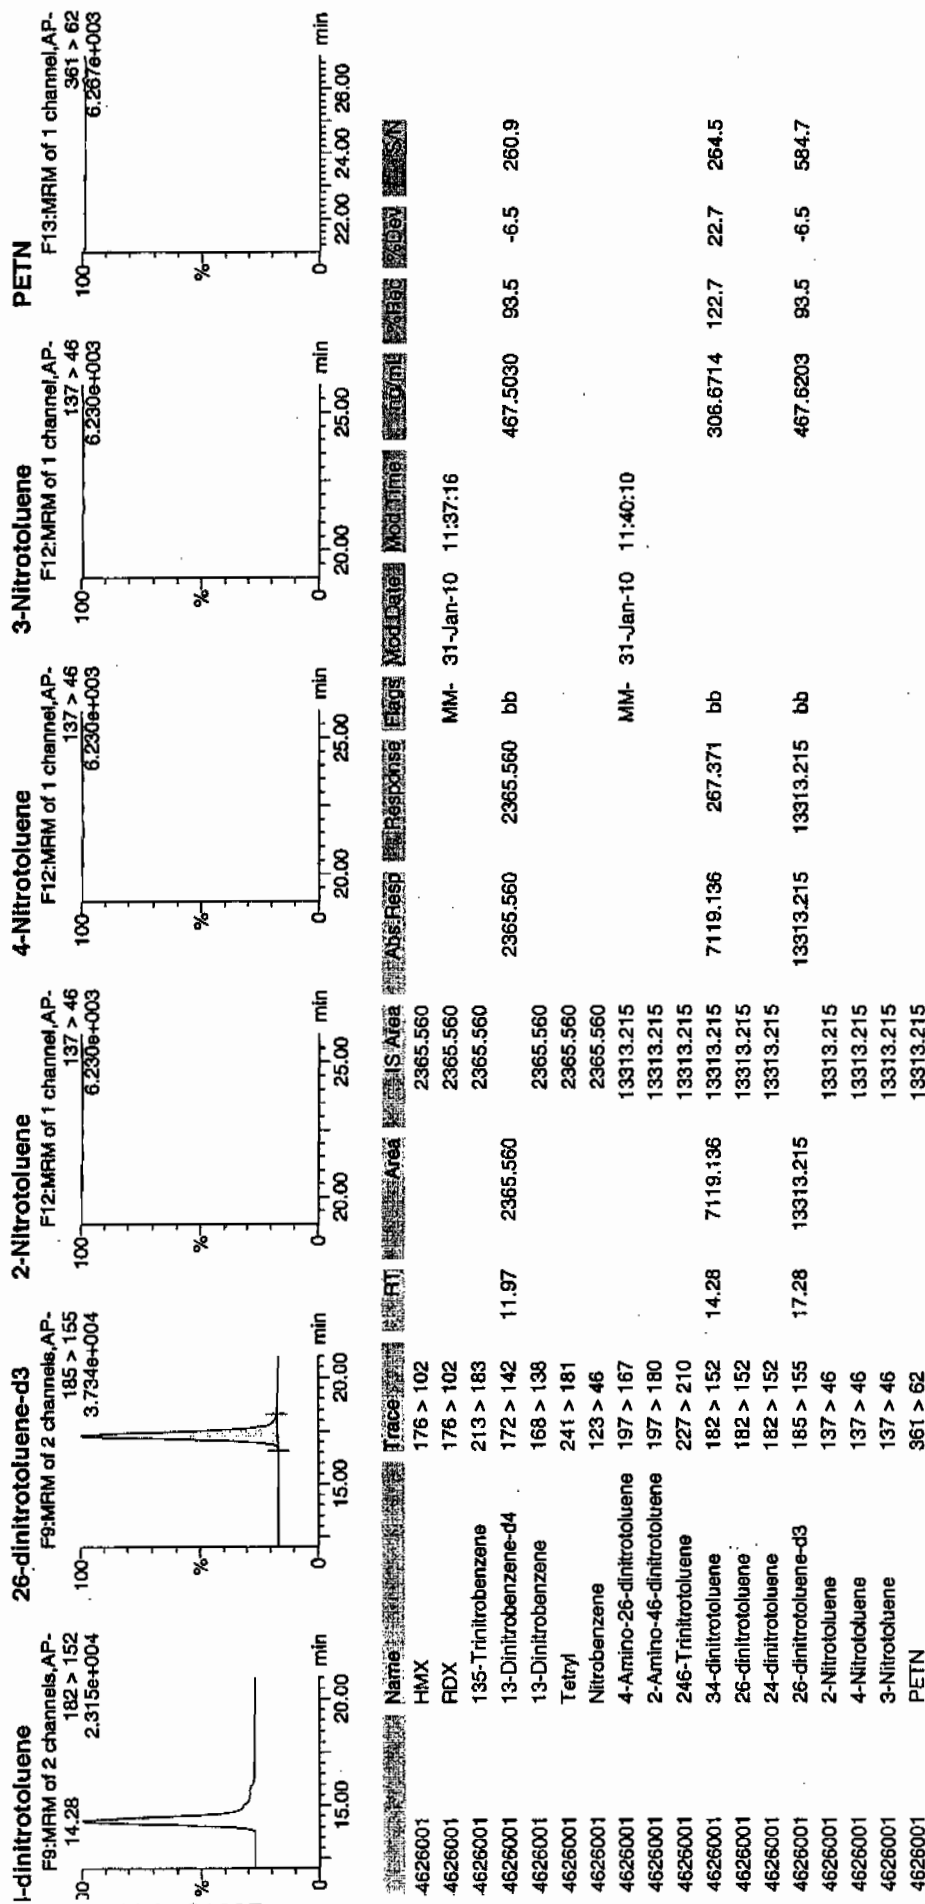 l-dinitrotoluene
F9:MRM of 2 channels,AP-
182 > 152
2.315e+004
14.28
15.00 20.00 min
26-dinitrotoluene-d3
F9:MRM of 2 channels,AP-
185 > 155
3.734e+004
100
%
0
15.00 20.00 min
2-Nitrotoluene
F12:MRM of 1 channel,AP-
137 > 46
6.230e+003
100
%
0
20.00 25.00 min
4-Nitrotoluene
F12:MRM of 1 channel,AP-
137 > 46
6.230e+003
100
%
0
20.00 25.00 min
3-Nitrotoluene
F12:MRM of 1 channel,AP-
137 > 46
6.230e+003
100
%
0
20.00 25.00 min
PETN
F13:MRM of 1 channel,AP-
361 > 62
6.267e+003
100
%
0
22.00 24.00 26.00 min
Name Trace RT Area IS Area Abs.Resp Response Flags Mod.Date Mod.Time ng/mL %Rec %Dev S/N
4626001 HMX 176 > 102 2365.560
4626001 RDX 176 > 102 2365.560 MM- 31-Jan-10 11:37:16
4626001 135-Trinitrobenzene 213 > 183 2365.560
4626001 13-Dinitrobenzene-d4 172 > 142 11.97 2365.560 2365.560 2365.560 bb 467.5030 93.5 -6.5 260.9
4626001 13-Dinitrobenzene 168 > 138 2365.560
4626001 Tetryl 241 > 181 2365.560
4626001 Nitrobenzene 123 > 46 2365.560
4626001 4-Amino-26-dinitrotoluene 197 > 167 13313.215 MM- 31-Jan-10 11:40:10
4626001 2-Amino-46-dinitrotoluene 197 > 180 13313.215
4626001 246-Trinitrotoluene 227 > 210 13313.215
4626001 34-dinitrotoluene 182 > 152 14.28 7119.136 13313.215 7119.136 267.371 bb 306.6714 122.7 22.7 264.5
4626001 26-dinitrotoluene 182 > 152 13313.215
4626001 24-dinitrotoluene 182 > 152 13313.215
4626001 26-dinitrotoluene-d3 185 > 155 17.28 13313.215 13313.215 13313.215 bb 467.6203 93.5 -6.5 584.7
4626001 2-Nitrotoluene 137 > 46 13313.215
4626001 4-Nitrotoluene 137 > 46 13313.215
4626001 3-Nitrotoluene 137 > 46 13313.215
4626001 PETN 361 > 62 13313.215